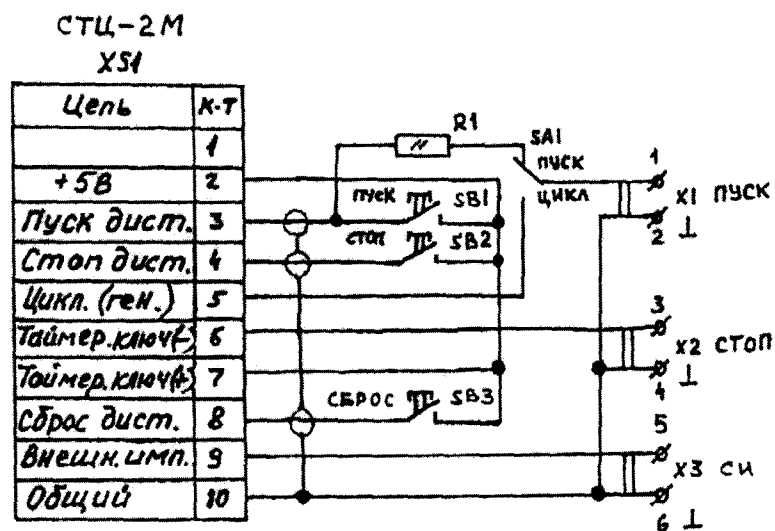 СТЦ-2М
XS1
Цепь К-Т
1
+5В 2
Пуск дист. 3
Стоп дист. 4
Цикл. (ген.) 5
Таймер.ключ(-) 6
Таймер.ключ(+) 7
Сброс дист. 8
Внешн.имп. 9
Общий 10
R1
SA1
ПУСК
ЦИКЛ
ПУСК SB1
СТОП SB2
СБРОС SB3
1
X1 ПУСК
2 ⊥
3
X2 СТОП
4 ⊥
5
X3 СИ
6 ⊥